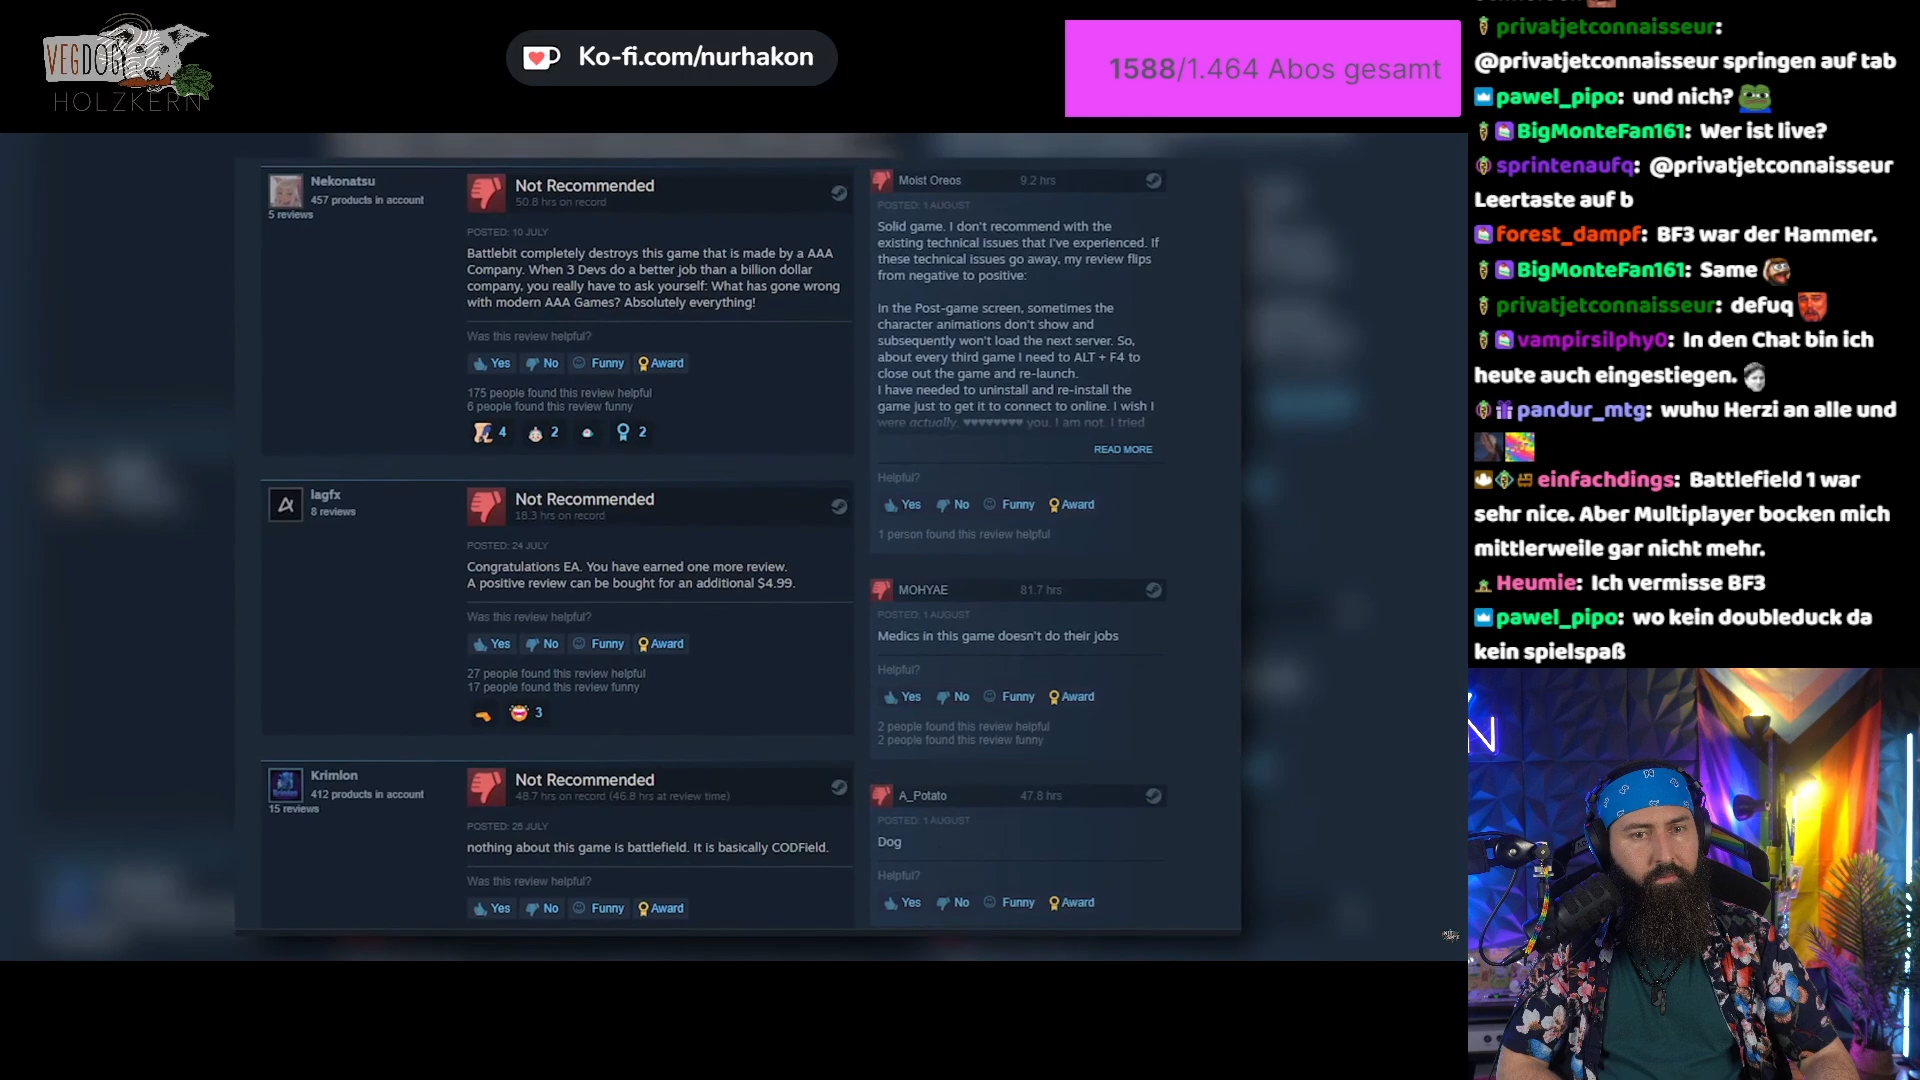 VEGDOG
HOLZKERN
Ko-fi.com/nurhakon
1588/1.464 Abos gesamt
Nekonatsu
457 products in account
5 reviews
Not Recommended
50.8 hrs on record
POSTED: 10 JULY
Battlebit completely destroys this game that is made by a AAA
Company. When 3 Devs do a better job than a billion dollar
company, you really have to ask yourself: What has gone wrong
with modern AAA Games? Absolutely everything!
Was this review helpful?
Yes No Funny Award
175 people found this review helpful
6 people found this review funny
4 2 2
lagfx
8 reviews
Not Recommended
18.3 hrs on record
POSTED: 24 JULY
Congratulations EA. You have earned one more review.
A positive review can be bought for an additional $4.99.
Was this review helpful?
Yes No Funny Award
27 people found this review helpful
17 people found this review funny
3
Krimlon
412 products in account
15 reviews
Not Recommended
48.7 hrs on record (46.8 hrs at review time)
POSTED: 25 JULY
nothing about this game is battlefield. It is basically CODField.
Was this review helpful?
Yes No Funny Award
Moist Oreos 9.2 hrs
POSTED: 1 AUGUST
Solid game. I don't recommend with the
existing technical issues that I've experienced. If
these technical issues go away, my review flips
from negative to positive:
In the Post-game screen, sometimes the
character animations don't show and
subsequently won't load the next server. So,
about every third game I need to ALT + F4 to
close out the game and re-launch.
I have needed to uninstall and re-install the
game just to get it to connect to online. I wish I
were actually, ♥♥♥♥♥♥♥♥ you. I am not. I tried
READ MORE
Helpful?
Yes No Funny Award
1 person found this review helpful
MOHYAE 81.7 hrs
POSTED: 1 AUGUST
Medics in this game doesn't do their jobs
Helpful?
Yes No Funny Award
2 people found this review helpful
2 people found this review funny
A_Potato 47.8 hrs
POSTED: 1 AUGUST
Dog
Helpful?
Yes No Funny Award
privatjetconnaisseur:
@privatjetconnaisseur springen auf tab
pawel_pipo: und nich?
BigMonteFan161: Wer ist live?
sprintenaufq: @privatjetconnaisseur
Leertaste auf b
forest_dampf: BF3 war der Hammer.
BigMonteFan161: Same
privatjetconnaisseur: defuq
vampirsilphy0: In den Chat bin ich
heute auch eingestiegen.
pandur_mtg: wuhu Herzi an alle und
einfachdings: Battlefield 1 war
sehr nice. Aber Multiplayer bocken mich
mittlerweile gar nicht mehr.
Heumie: Ich vermisse BF3
pawel_pipo: wo kein doubleduck da
kein spielspaß
N